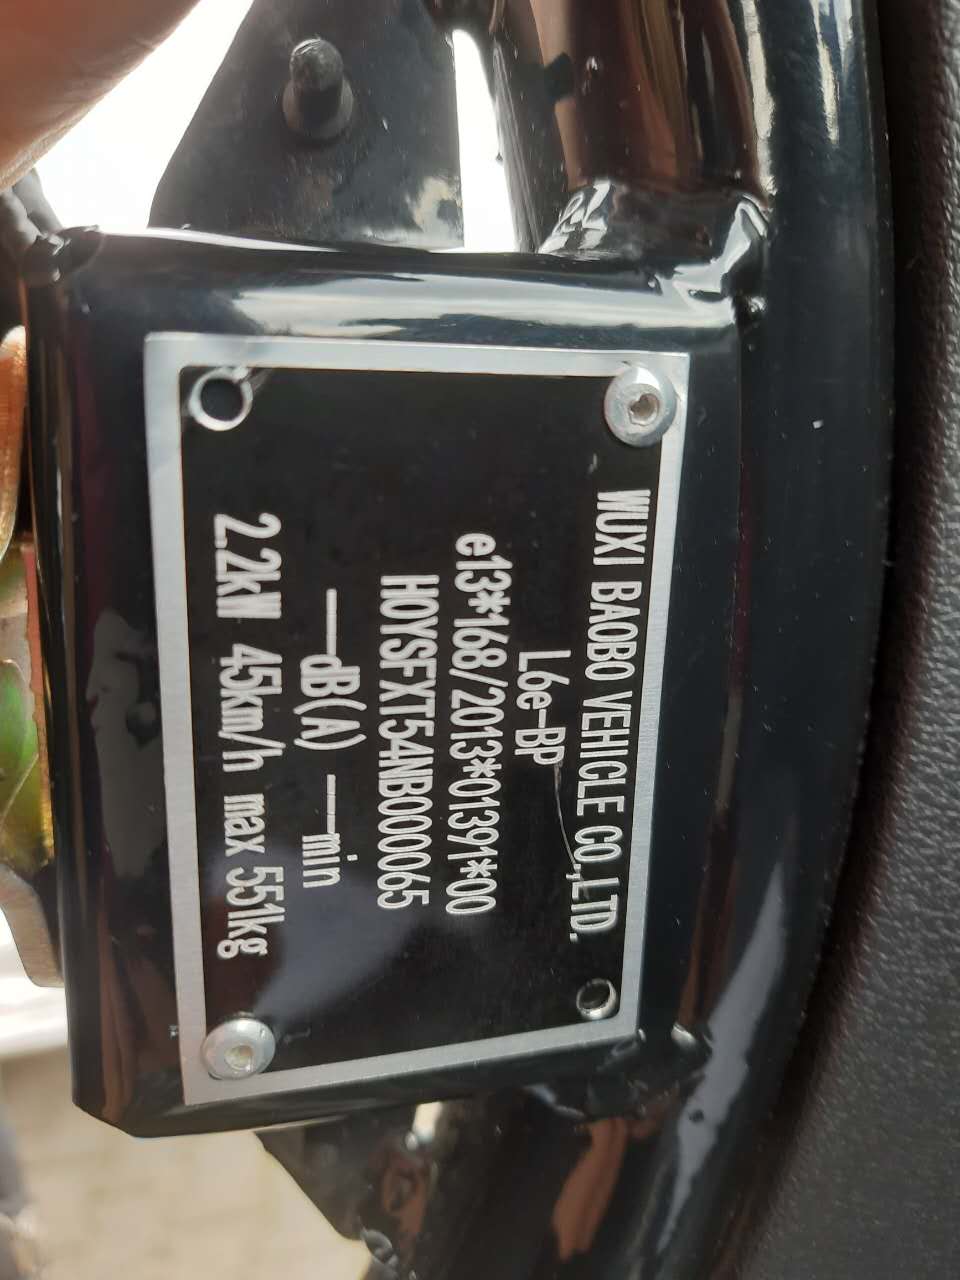 WUXI BAOBO VEHICLE CO.,LTD.
L6e-BP
e13*168/2013*01391*00
H0YSFXT54NB000065
——dB(A) ——min
2.2kW 45km/h max 551kg